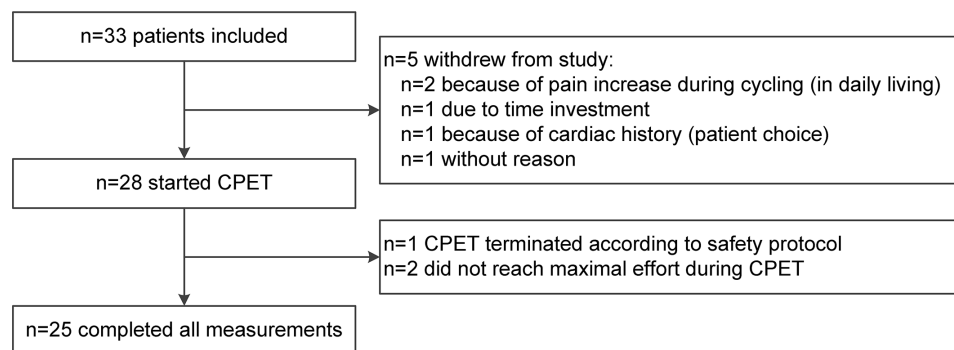 n=33 patients included
n=5 withdrew from study:
n=2 because of pain increase during cycling (in daily living)
n=1 due to time investment
n=1 because of cardiac history (patient choice)
n=1 without reason
n=28 started CPET
n=1 CPET terminated according to safety protocol
n=2 did not reach maximal effort during CPET
n=25 completed all measurements